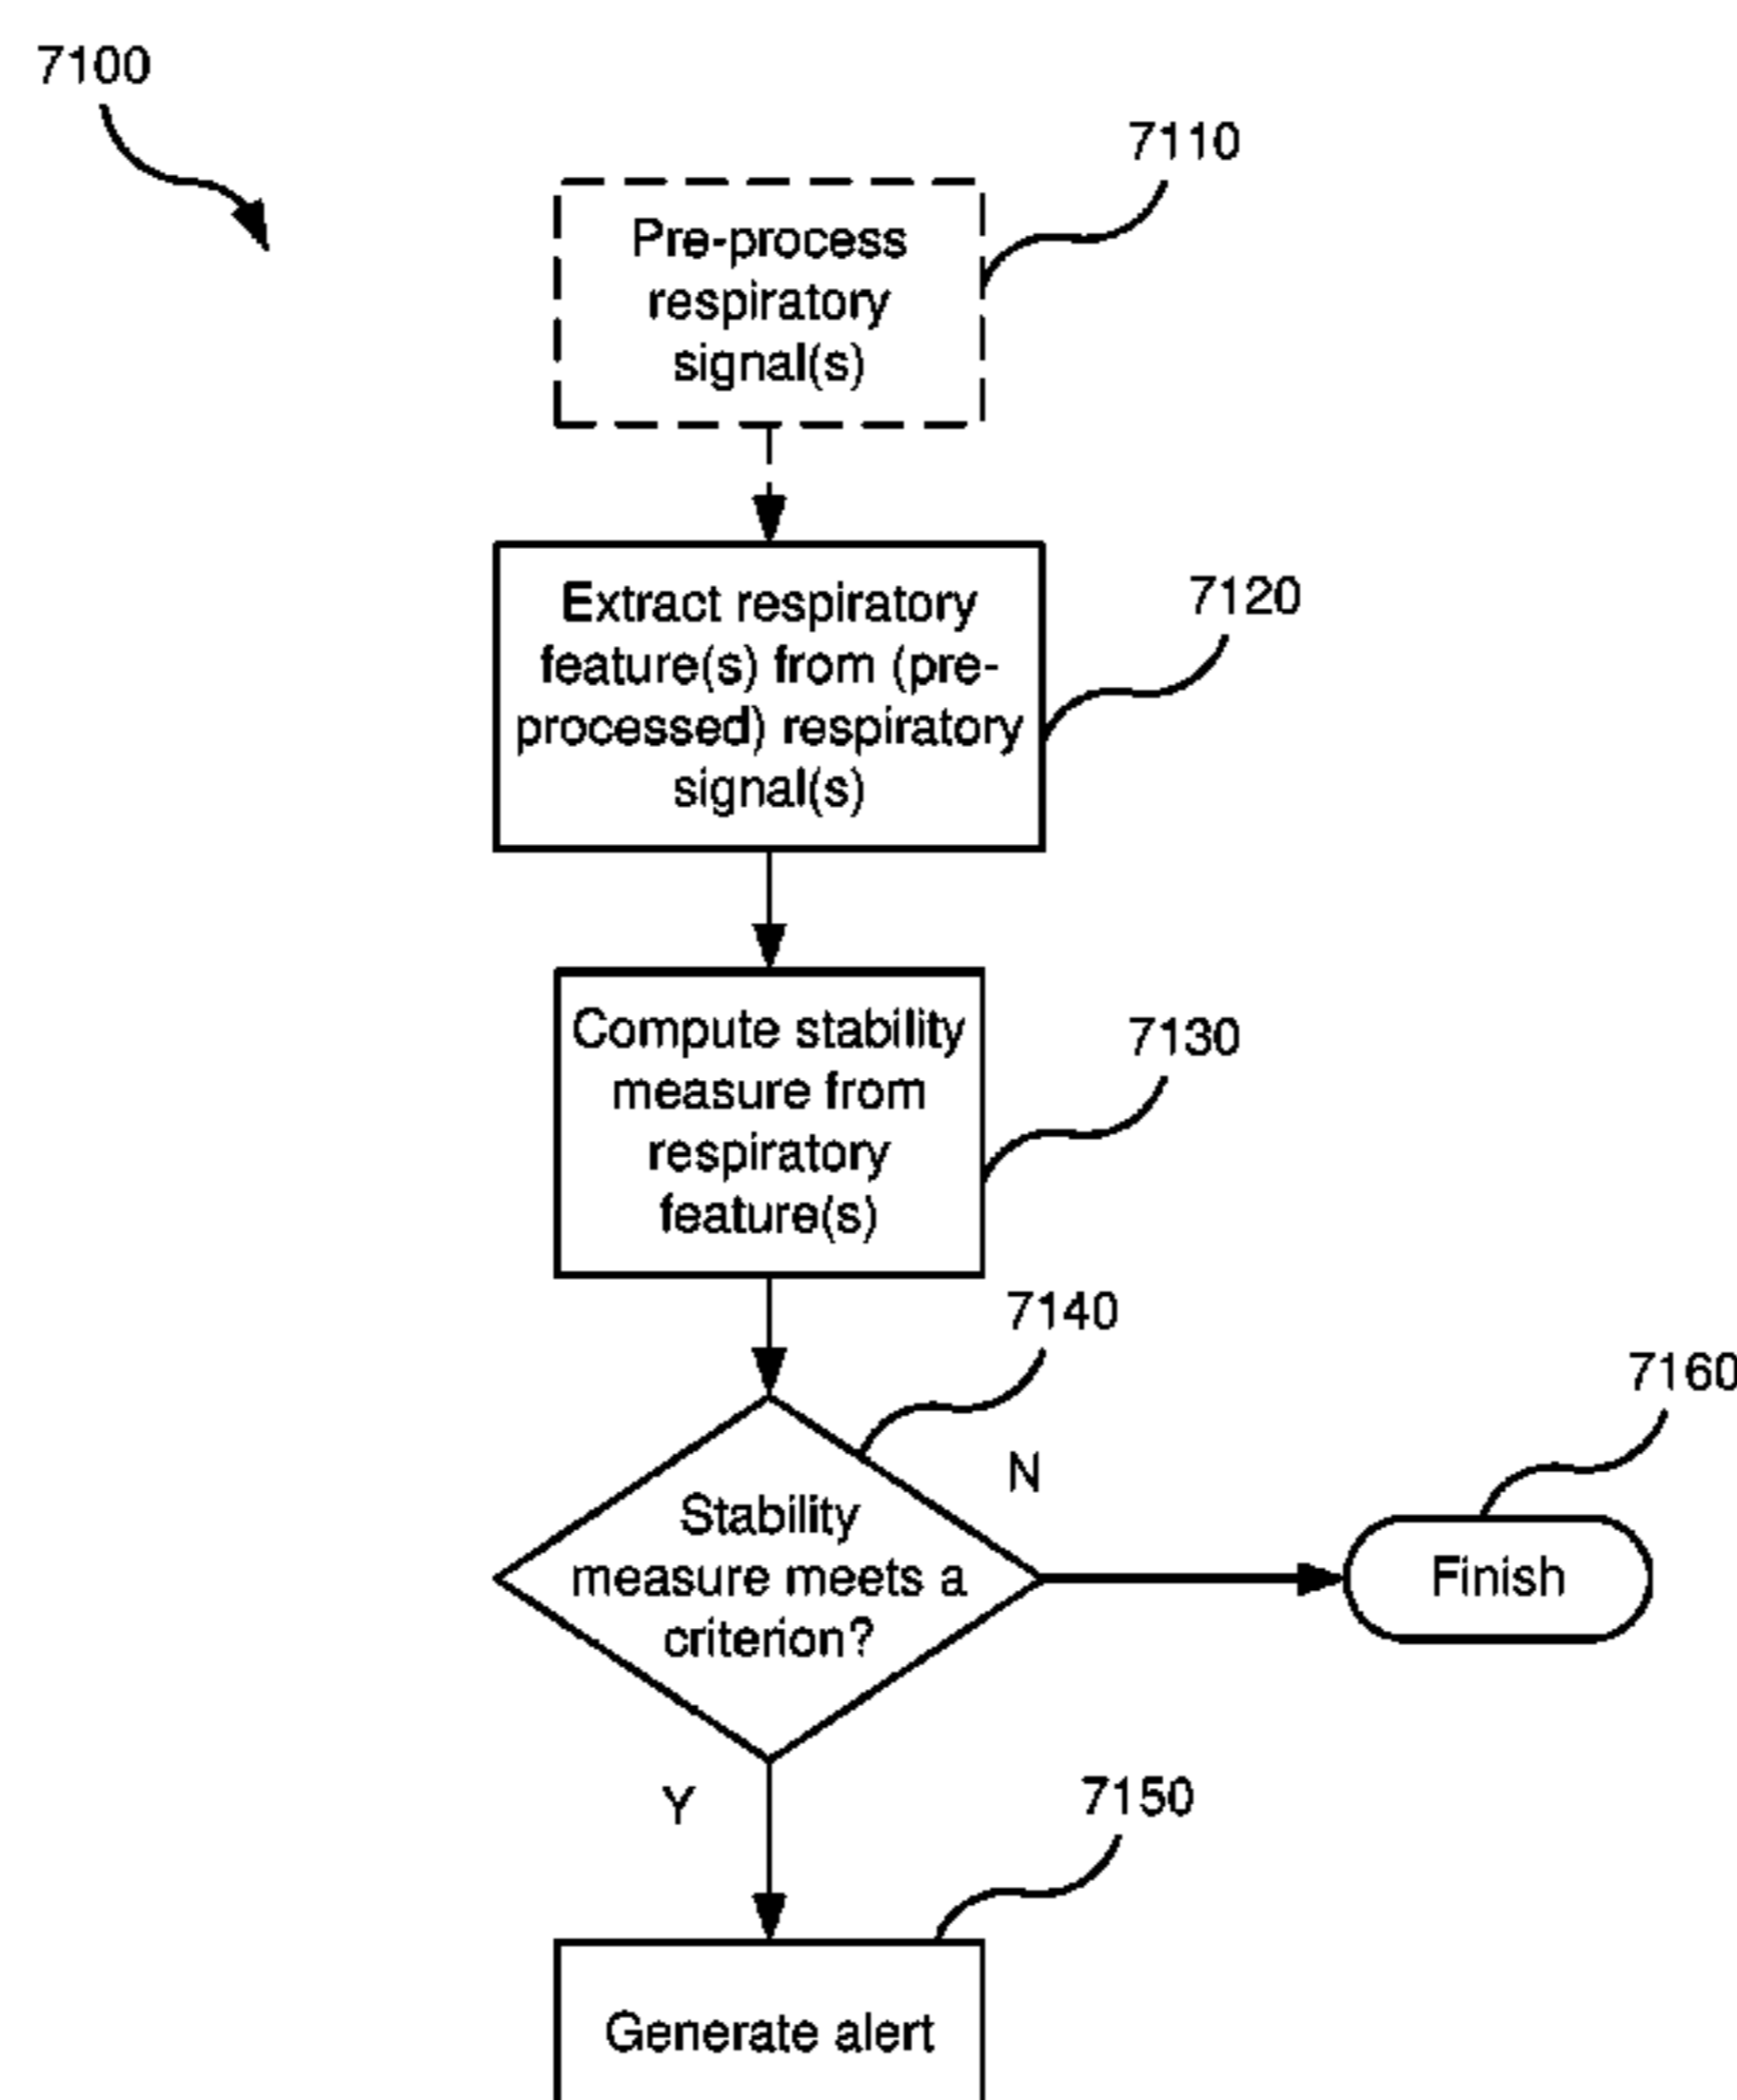 7100
7110
Pre-process
respiratory
signal(s)
7120
Extract respiratory
feature(s) from (pre-
processed) respiratory
signal(s)
7130
Compute stability
measure from
respiratory
feature(s)
7140
7160
N
Stability
measure meets a
criterion?
Finish
Y
7150
Generate alert